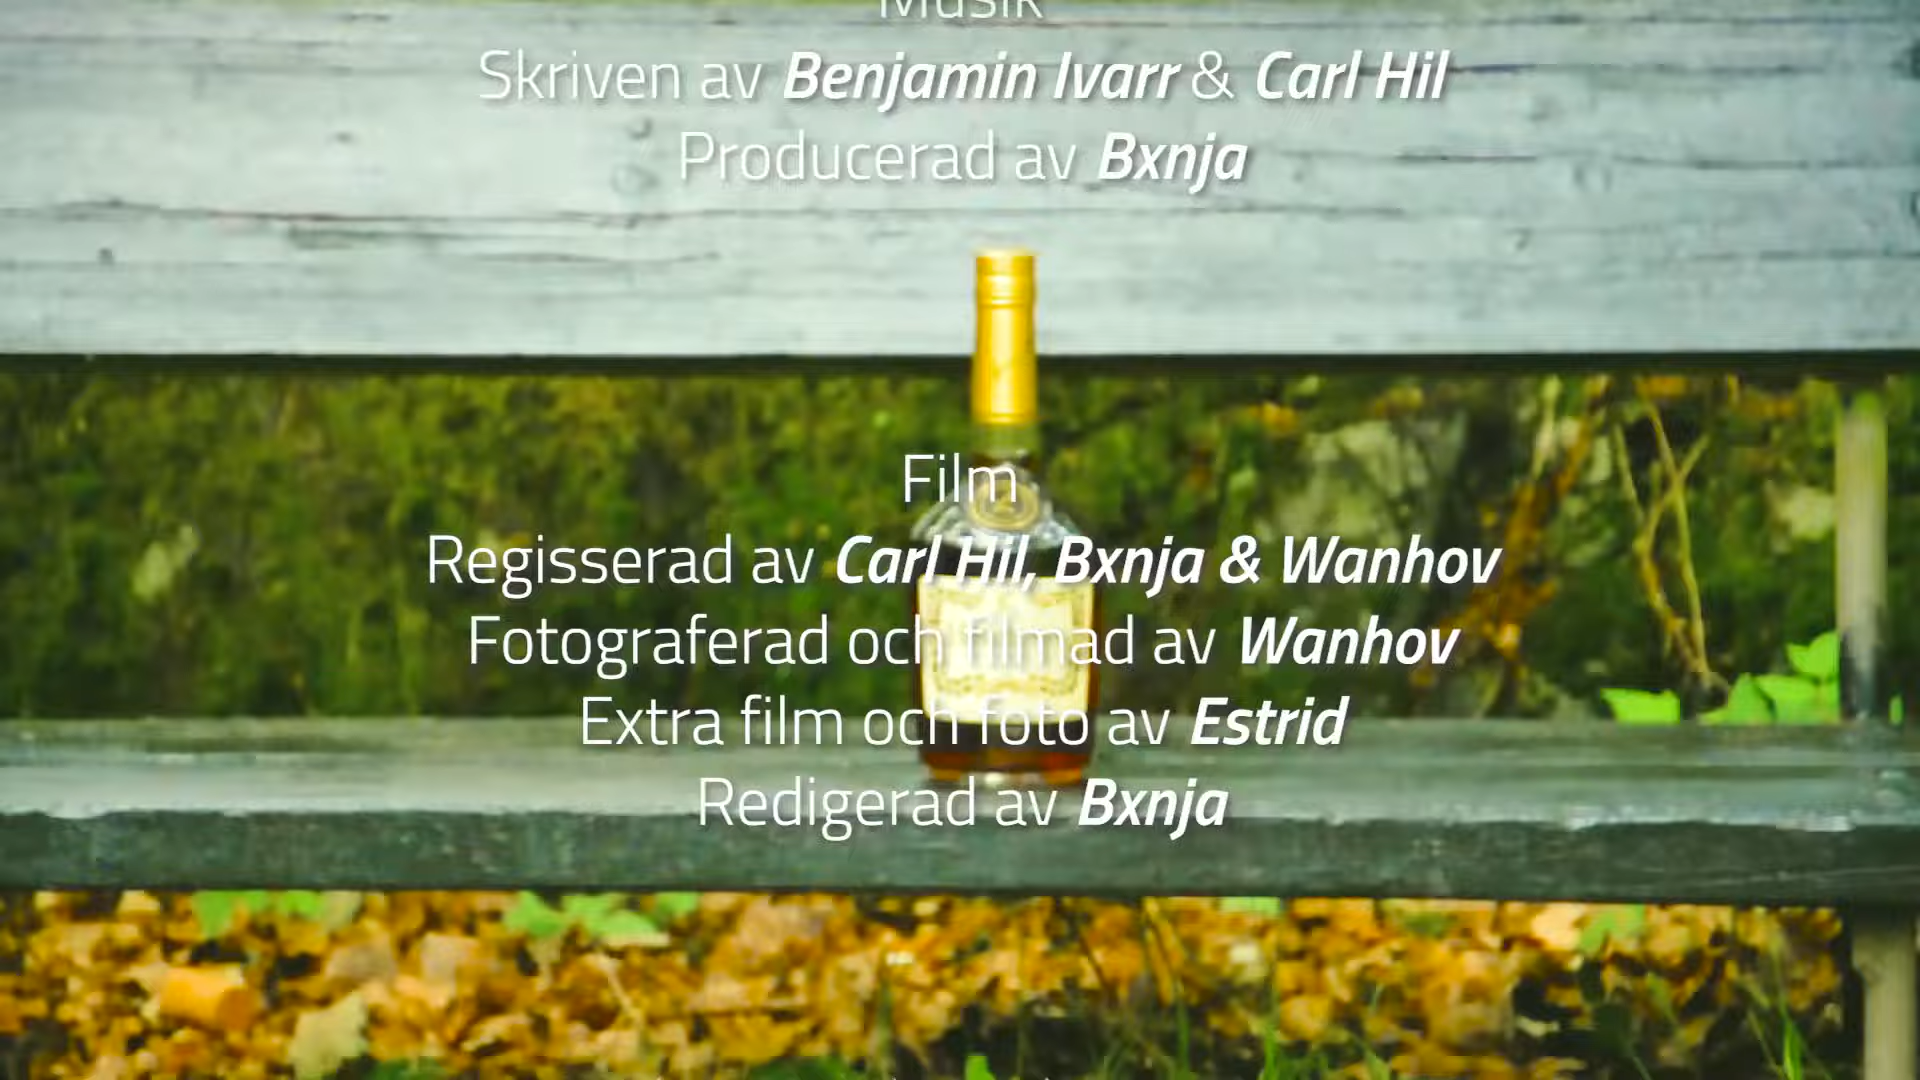 Musik
Skriven av Benjamin Ivarr & Carl Hil
Producerad av Bxnja
Film
Regisserad av Carl Hil, Bxnja & Wanhov
Fotograferad och filmad av Wanhov
Extra film och foto av Estrid
Redigerad av Bxnja